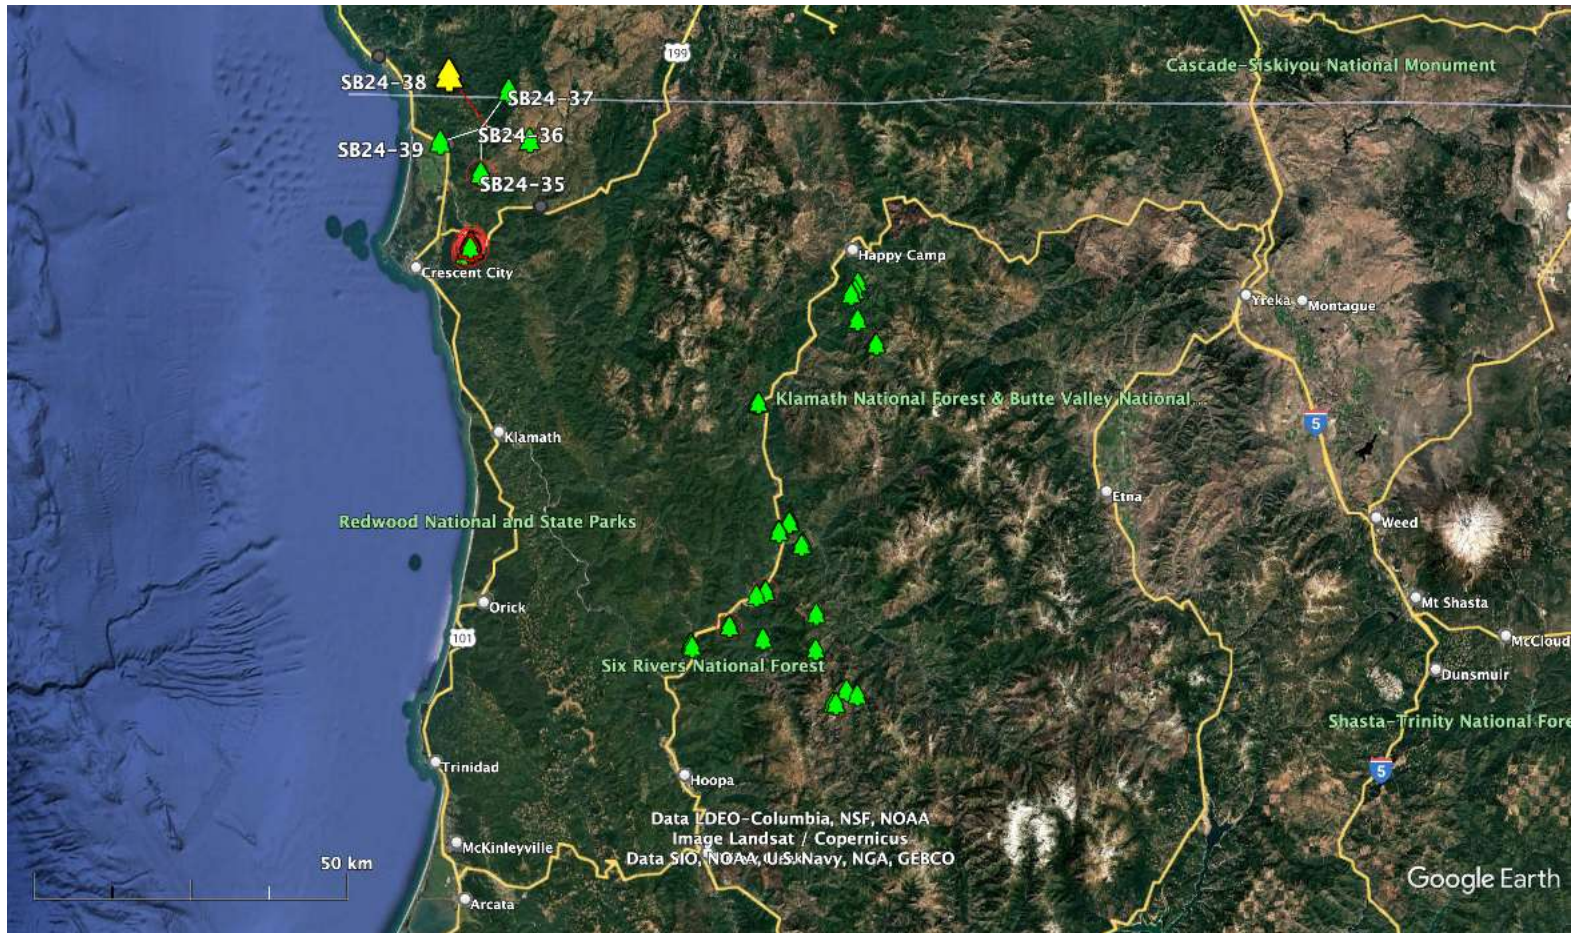 199
Cascade-Siskiyou National Monument
SB24-38
SB24-37
SB24-36
SB24-39
SB24-35
Happy Camp
Crescent City
Yreka
Montague
Klamath National Forest & Butte Valley National...
5
Klamath
Etna
Redwood National and State Parks
Weed
Orick
Mt Shasta
101
McCloud
Six Rivers National Forest
Dunsmuir
Shasta-Trinity National Fore
Trinidad
5
Hoopa
Data LDEO-Columbia, NSF, NOAA
Image Landsat / Copernicus
Data SIO, NOAA, U.S. Navy, NGA, GEBCO
McKinleyville
50 km
Google Earth
Arcata